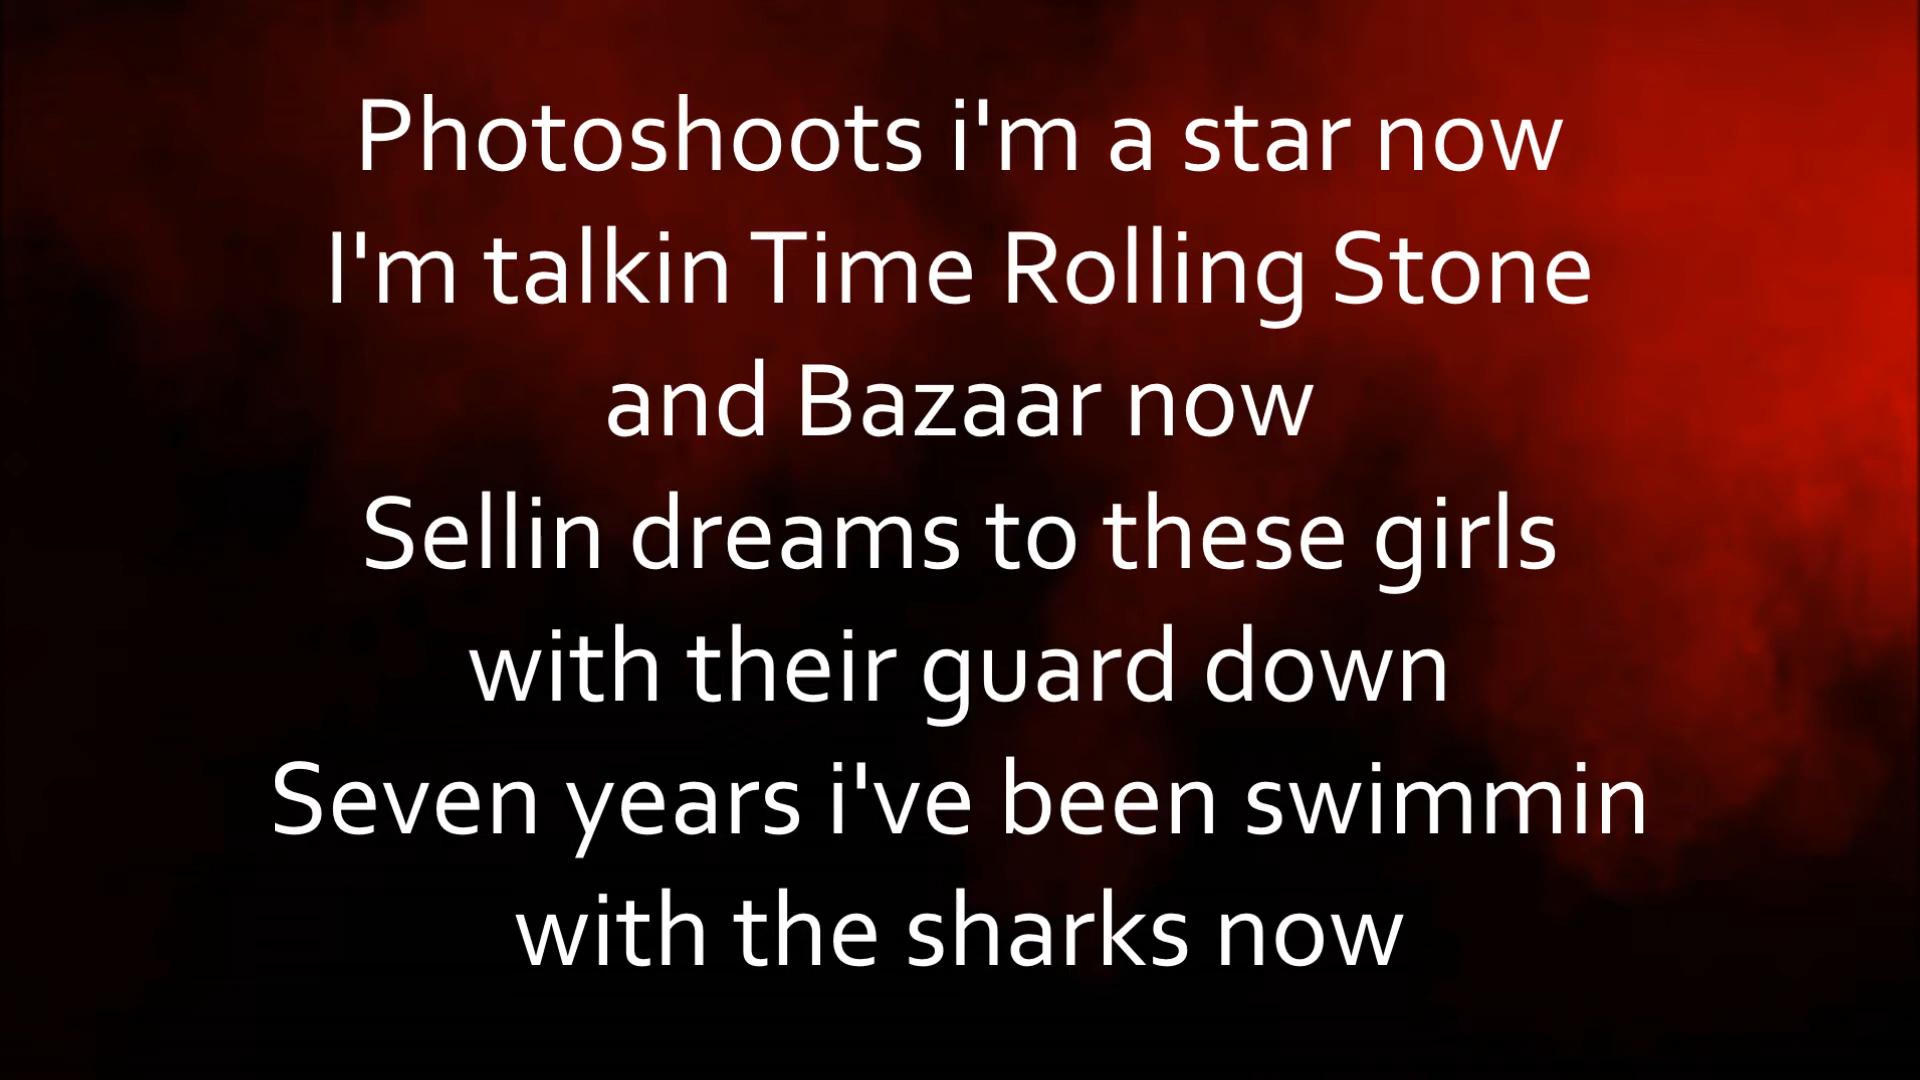 Photoshoots i'm a star now
I'm talkin Time Rolling Stone
and Bazaar now
Sellin dreams to these girls
with their guard down
Seven years i've been swimmin
with the sharks now